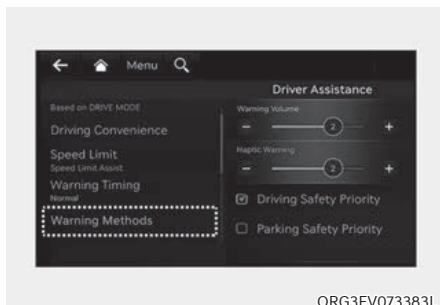 Menu
Driver Assistance
Based on DRIVE MODE
Driving Convenience
Speed Limit
Speed Limit Assist
Warning Timing
Normal
Warning Methods
Warning Volume
- 2 +
Haptic Warning
- 2 +
Driving Safety Priority
Parking Safety Priority
ORG3EV073383L